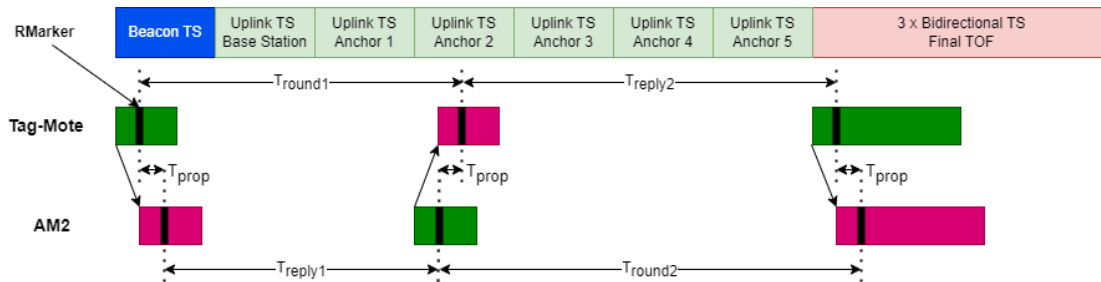 Beacon TS
Uplink TS
Base Station
Uplink TS
Anchor 1
Uplink TS
Anchor 2
Uplink TS
Anchor 3
Uplink TS
Anchor 4
Uplink TS
Anchor 5
3 x Bidirectional TS
Final TOF
RMarker
Tround1
Treply2
Tag-Mote
Tprop
Tprop
Tprop
AM2
Treply1
Tround2